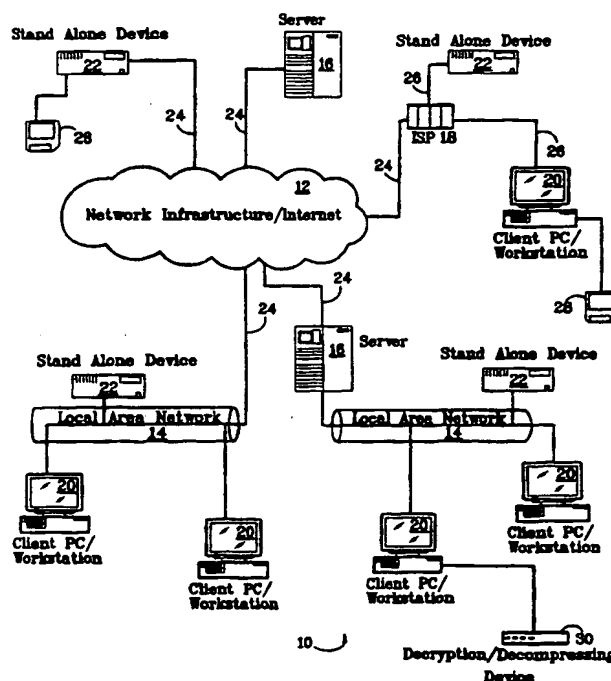 Server
Stand Alone Device
Stand Alone Device
22
16
22
26
24
24
ISP 18
26
28
24
12
20
Network Infrastructure/Internet
Client PC/
Workstation
24
24
28
16
Server
Stand Alone Device
Stand Alone Device
22
22
Local Area Network
14
Local Area Network
14
20
20
20
20
Client PC/
Workstation
Client PC/
Workstation
Client PC/
Workstation
Client PC/
Workstation
10
30
Decryption/Decompressing
Device